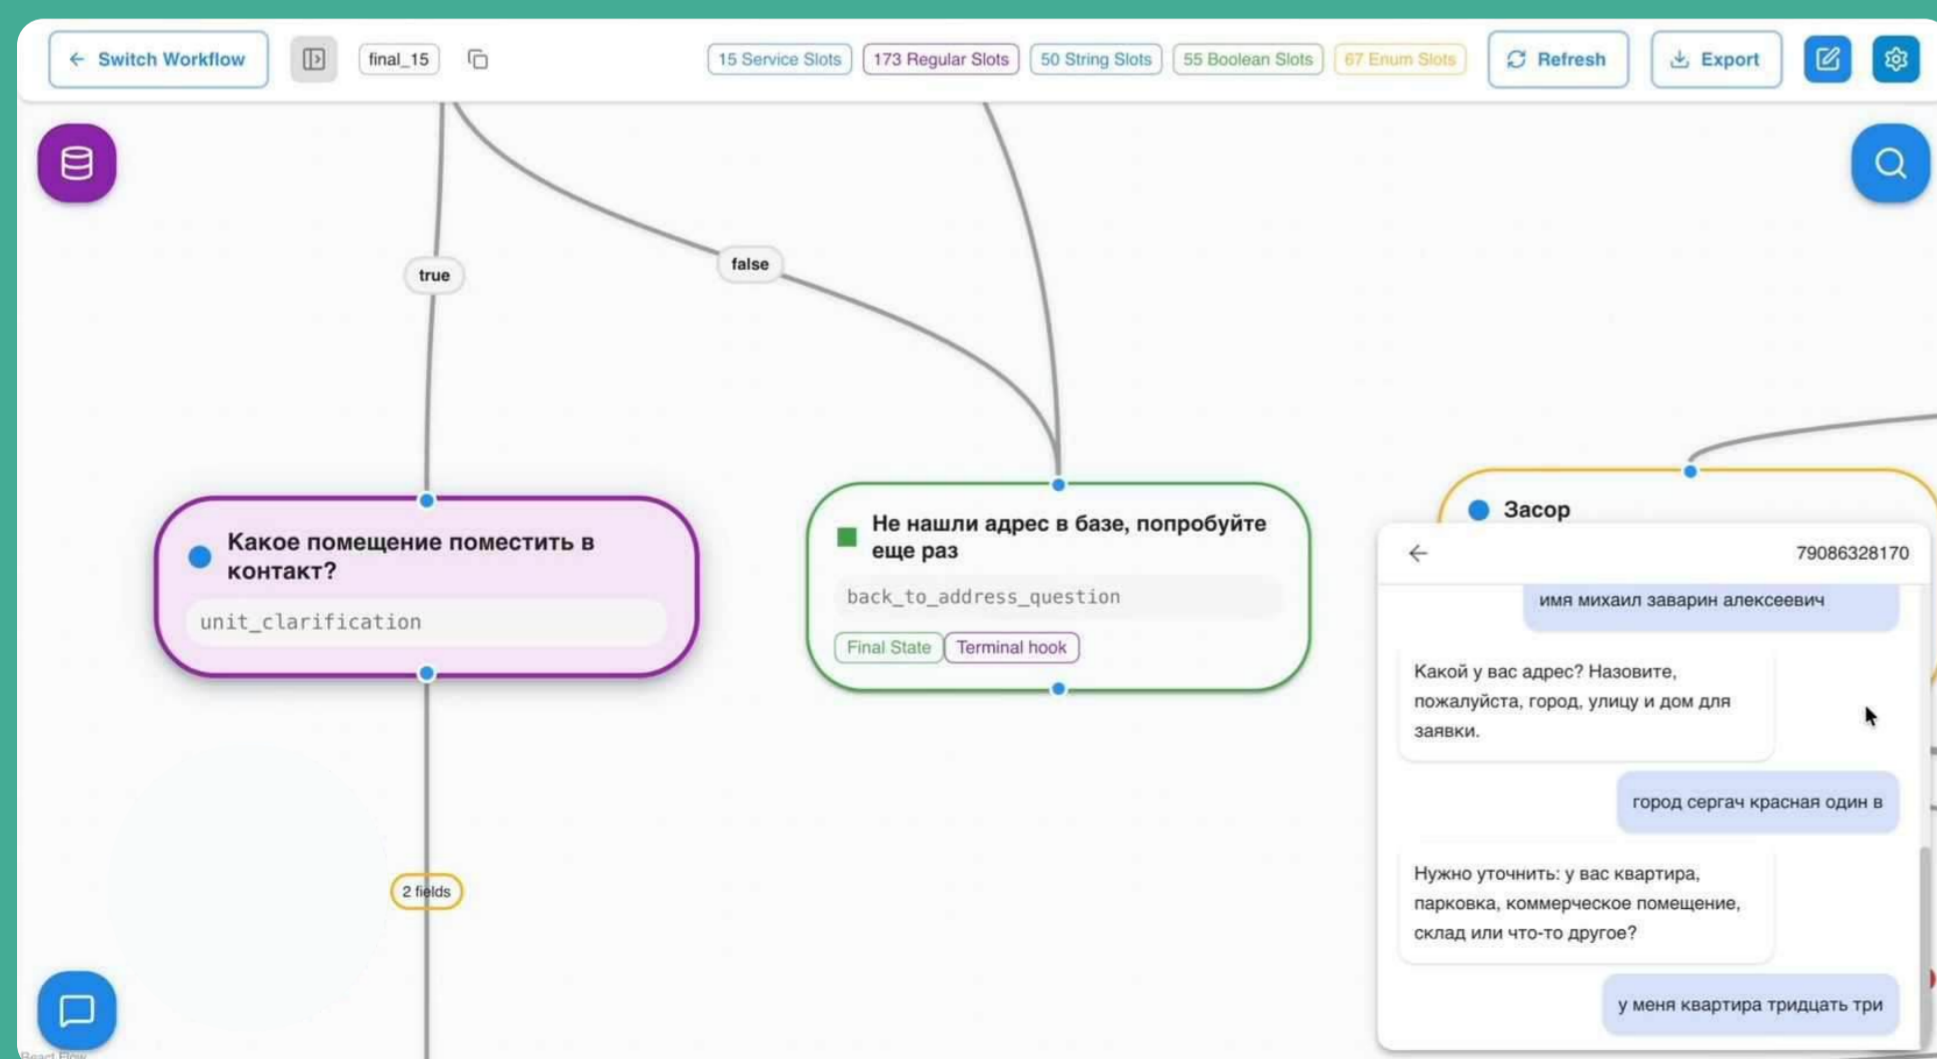 Switch Workflow
final_15
15 Service Slots
173 Regular Slots
50 String Slots
55 Boolean Slots
67 Enum Slots
Refresh
Export
true
false
Какое помещение поместить в
контакт?
unit_clarification
Не нашли адрес в базе, попробуйте
еще раз
back_to_address_question
Final State
Terminal hook
Засор
2 fields
79086328170
имя михаил заварин алексеевич
Какой у вас адрес? Назовите,
пожалуйста, город, улицу и дом для
заявки.
город сергач красная один в
Нужно уточнить: у вас квартира,
парковка, коммерческое помещение,
склад или что-то другое?
у меня квартира тридцать три
React Flow